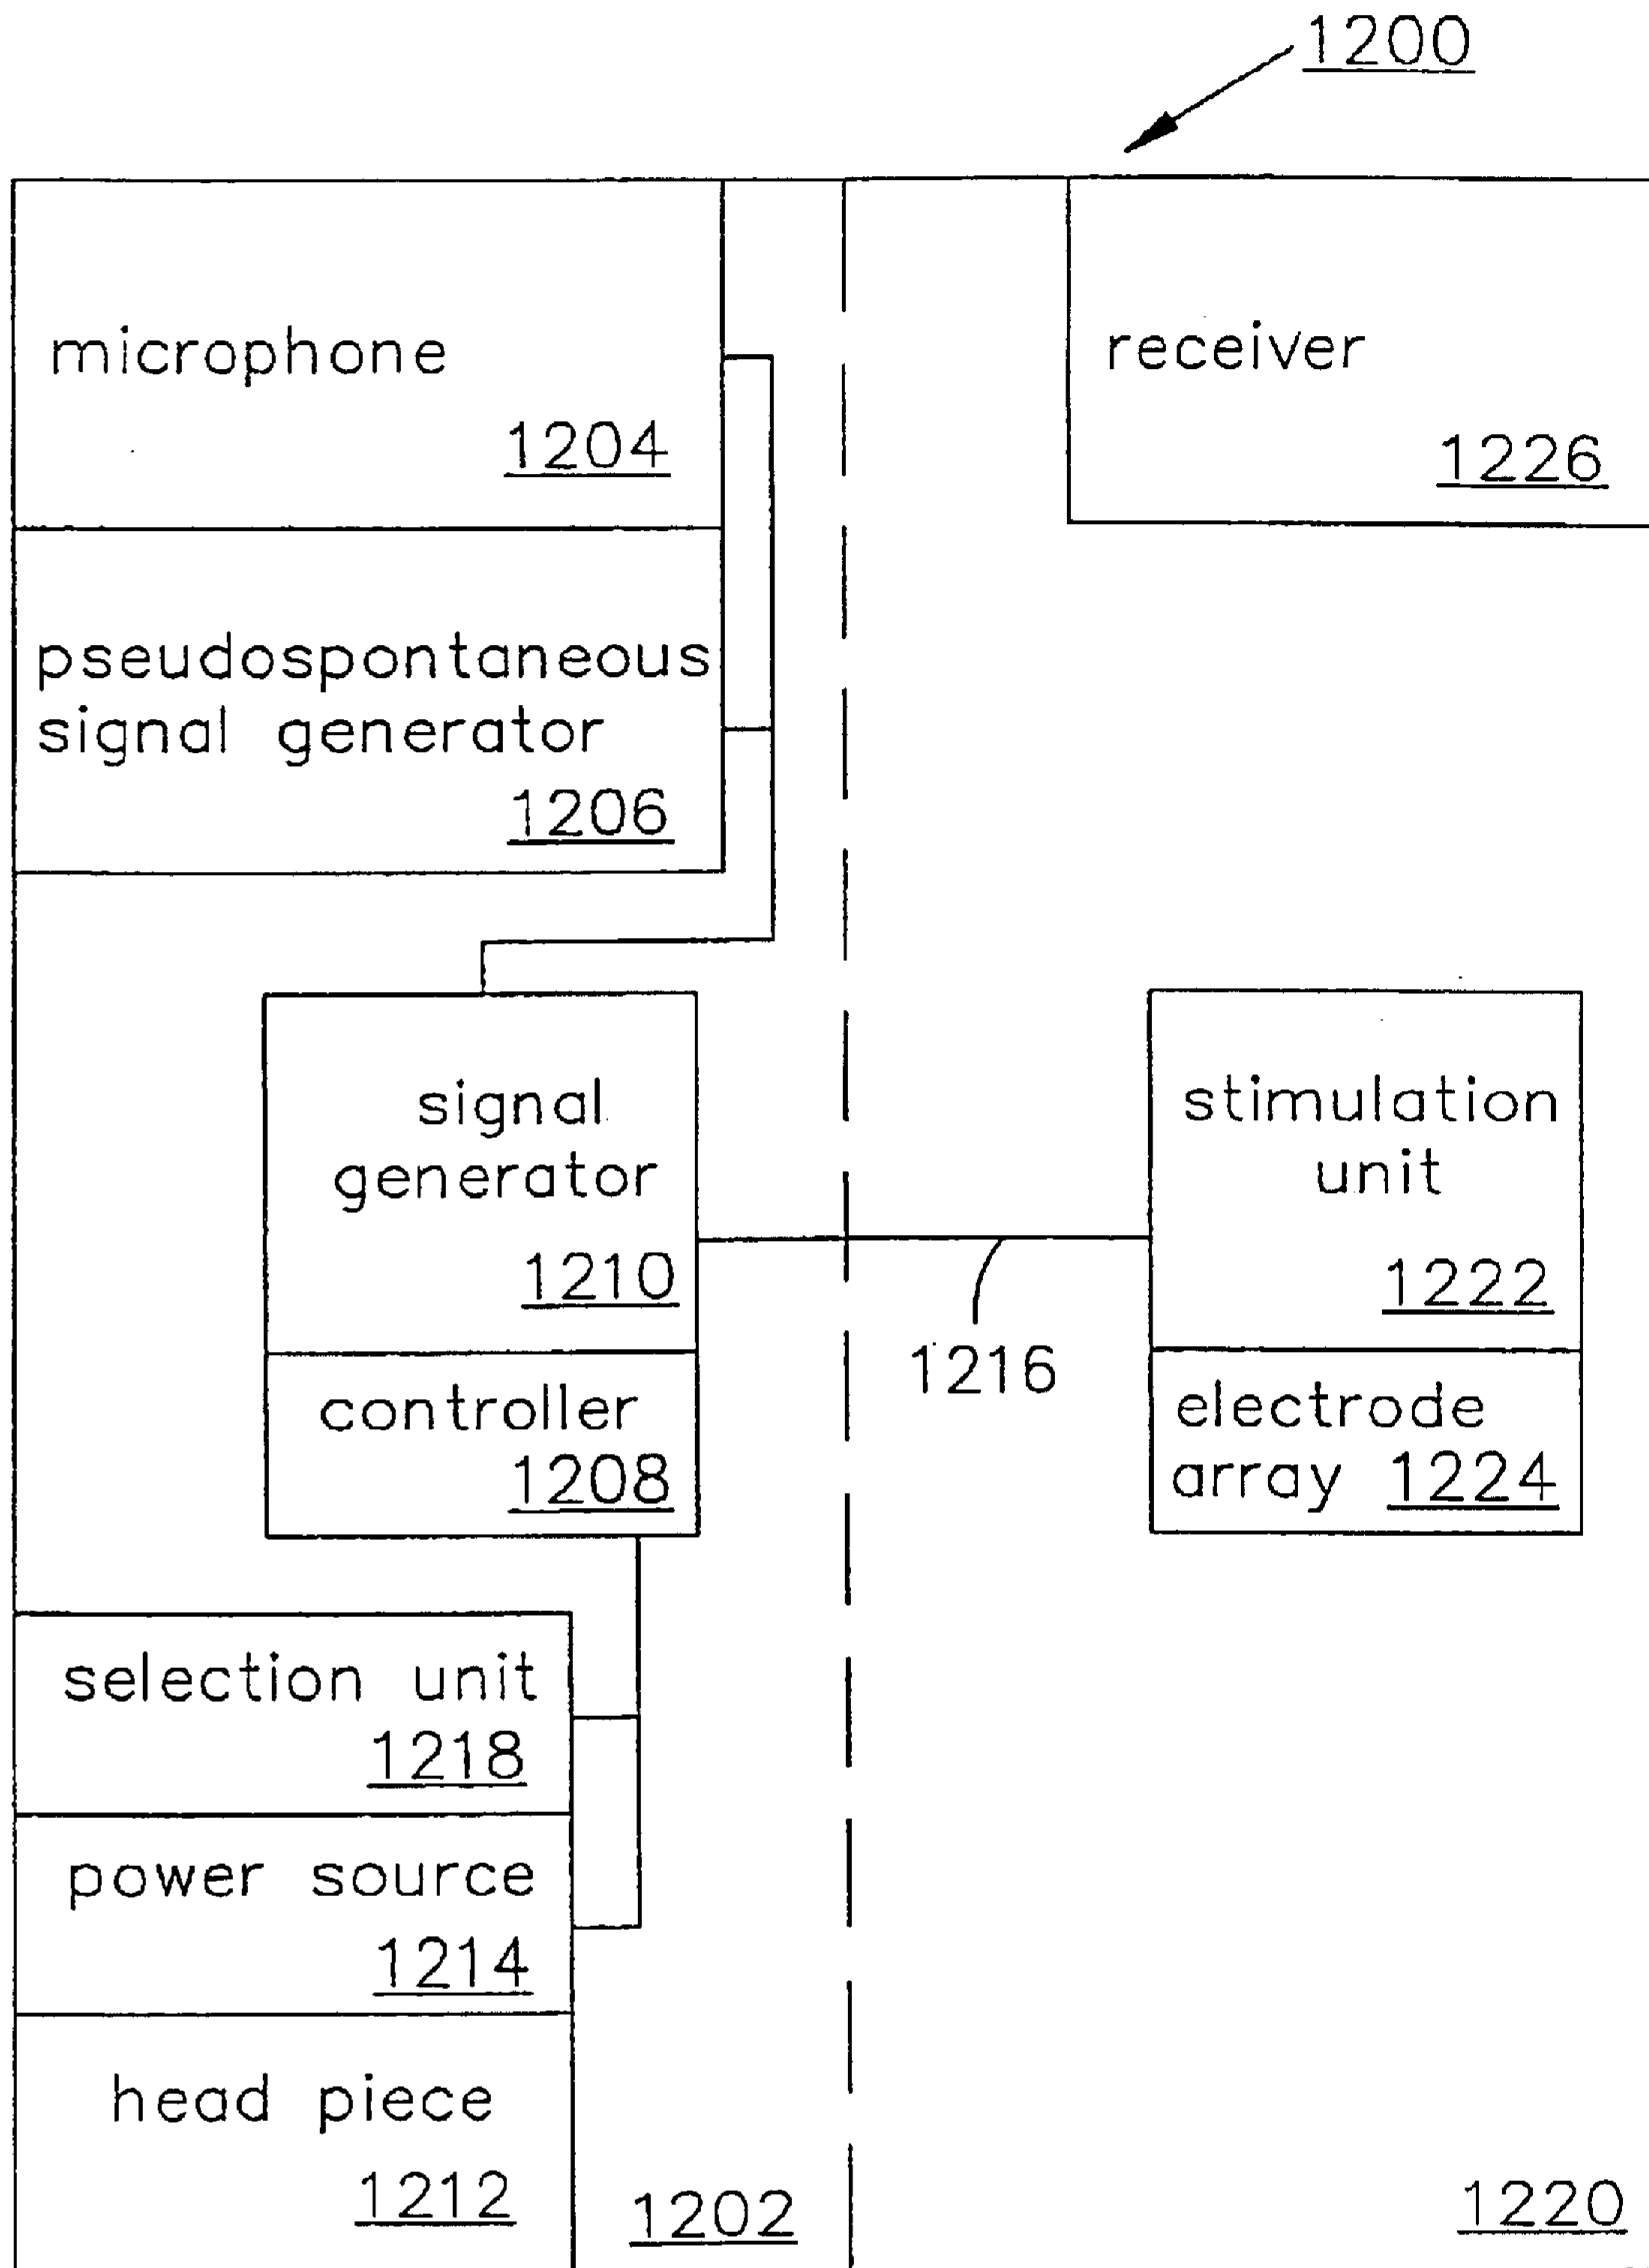 1200
microphone
1204
receiver
1226
pseudospontaneous
signal generator
1206
signal
generator
1210
stimulation
unit
1222
1216
controller
1208
electrode
array 1224
selection unit
1218
power source
1214
head piece
1212
1202
1220